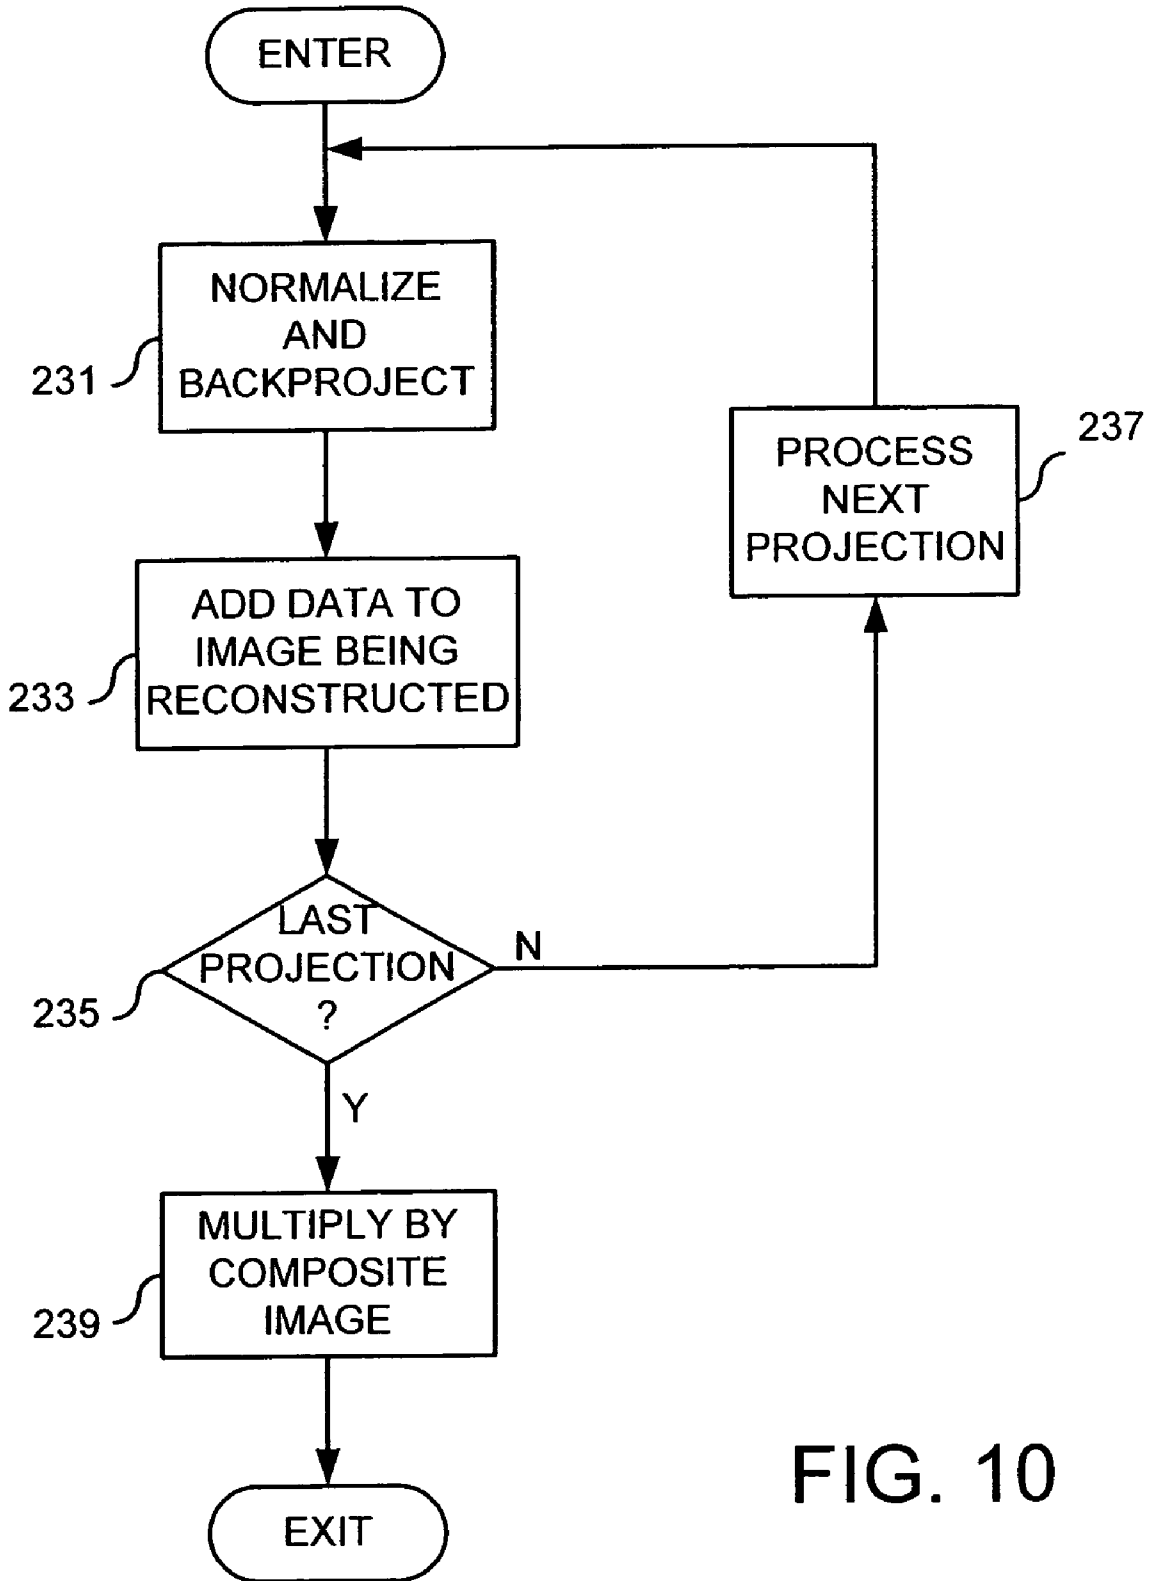 ENTER
NORMALIZE
AND
BACKPROJECT
231
PROCESS
NEXT
PROJECTION
237
ADD DATA TO
IMAGE BEING
RECONSTRUCTED
233
LAST
PROJECTION
?
235
N
Y
MULTIPLY BY
COMPOSITE
IMAGE
239
EXIT
FIG. 10